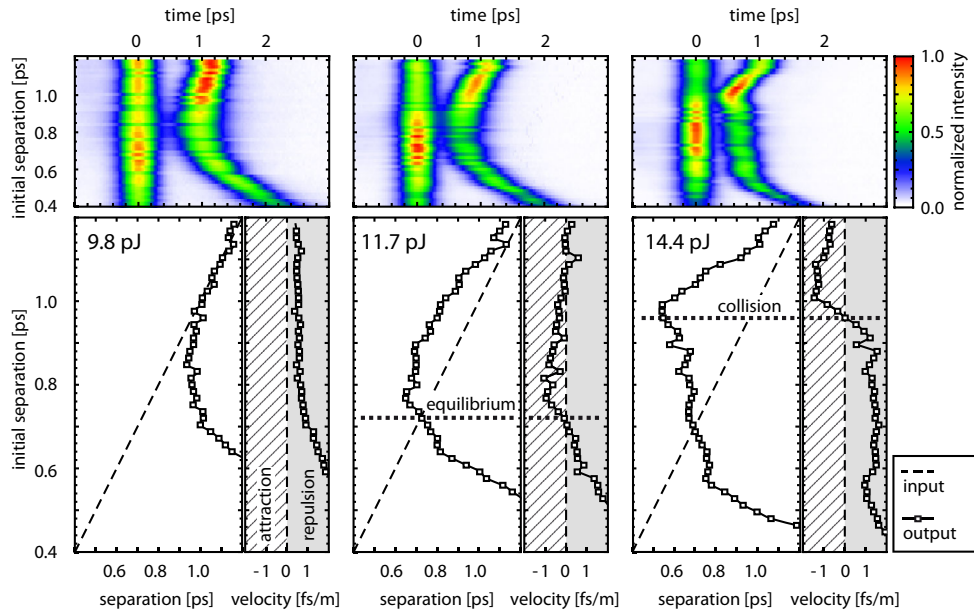 time [ps]
time [ps]
time [ps]
0 1 2
0 1 2
0 1 2
initial separation [ps]
1.0
0.8
0.6
0.4
1.0
0.5
0.0
normalized intensity
9.8 pJ
11.7 pJ
14.4 pJ
initial separation [ps]
1.0
0.8
0.6
0.4
attraction
repulsion
equilibrium
collision
input
output
0.6 0.8 1.0 -1 0 1
0.6 0.8 1.0 -1 0 1
0.6 0.8 1.0 -1 0 1
separation [ps] velocity [fs/m]
separation [ps] velocity [fs/m]
separation [ps] velocity [fs/m]